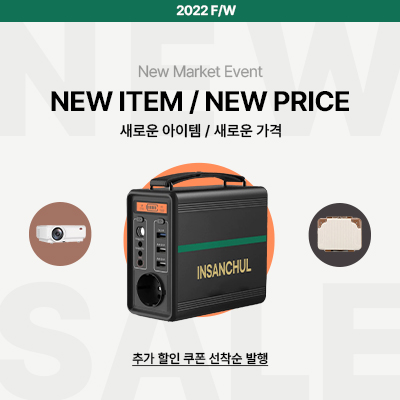 2022 F/W
NEW
New Market Event
NEW ITEM / NEW PRICE
새로운 아이템 / 새로운 가격
INSANCHUL
SALE
추가 할인 쿠폰 선착순 발행